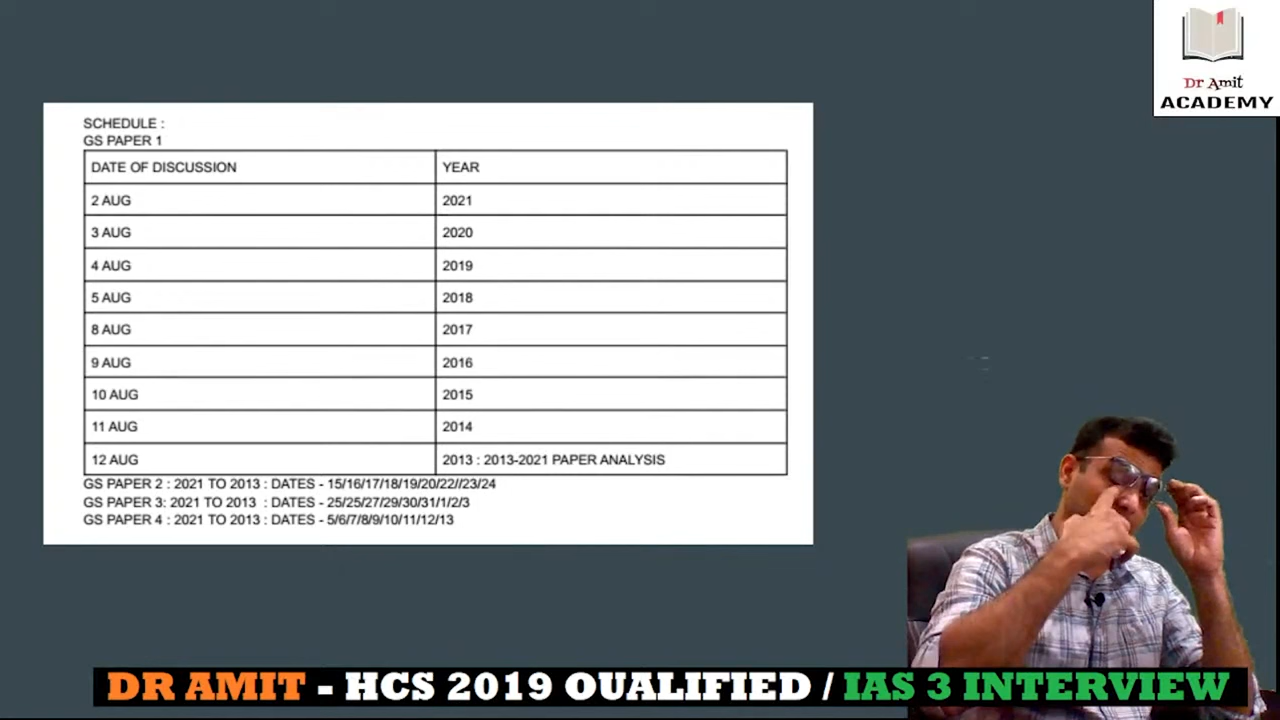 Dr Amit
ACADEMY
SCHEDULE :
GS PAPER 1
DATE OF DISCUSSION YEAR
2 AUG 2021
3 AUG 2020
4 AUG 2019
5 AUG 2018
8 AUG 2017
9 AUG 2016
10 AUG 2015
11 AUG 2014
12 AUG 2013 : 2013-2021 PAPER ANALYSIS
GS PAPER 2 : 2021 TO 2013 : DATES - 15/16/17/18/19/20/22//23/24
GS PAPER 3: 2021 TO 2013 : DATES - 25/25/27/29/30/31/1/2/3
GS PAPER 4 : 2021 TO 2013 : DATES - 5/6/7/8/9/10/11/12/13
DR AMIT - HCS 2019 QUALIFIED / IAS 3 INTERVIEW